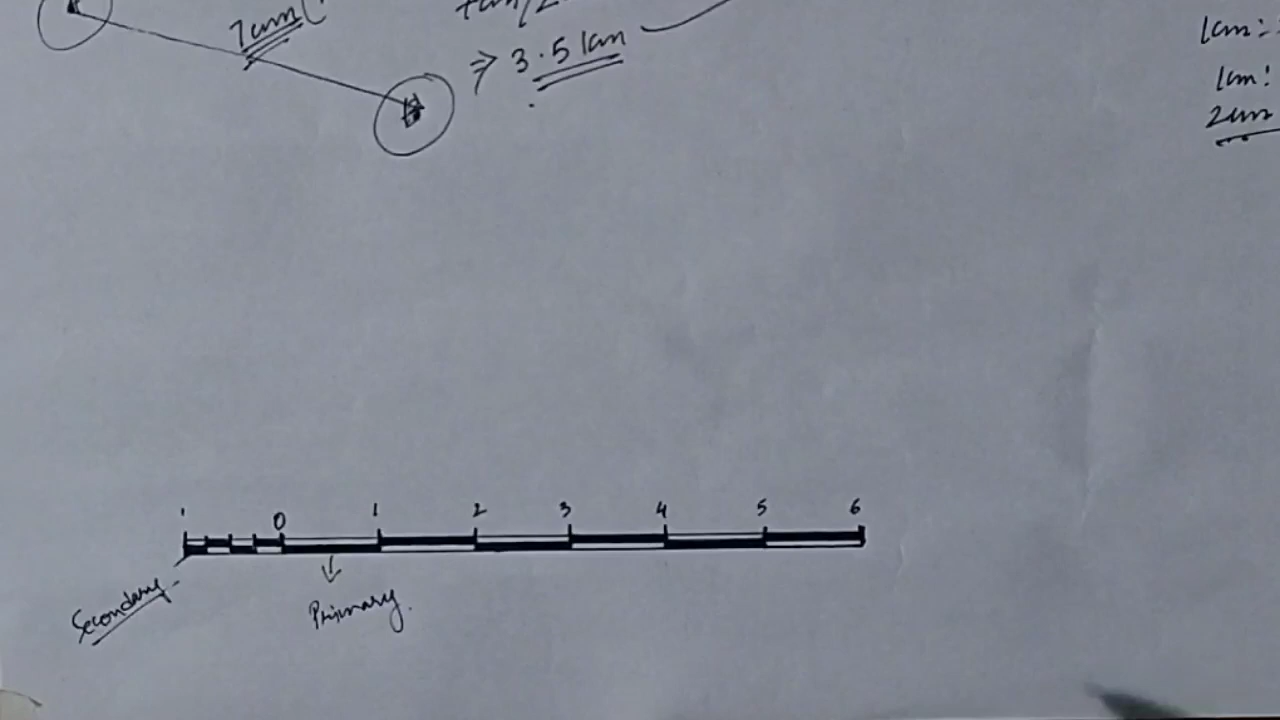 7cm
⇒ 3.5 km
1cm:
1cm:
2cm
1 0 1 2 3 4 5 6
Secondary
Primary.